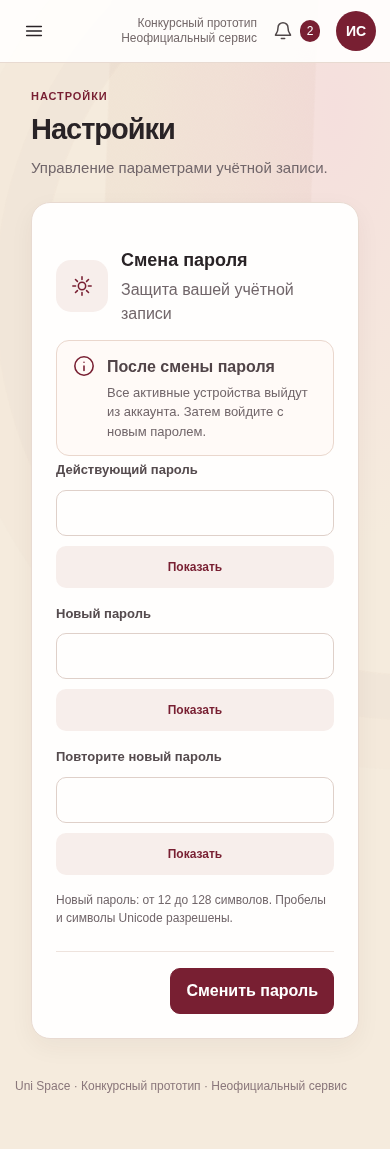 Конкурсный прототип
Неофициальный сервис
2
ИС
НАСТРОЙКИ
Настройки
Управление параметрами учётной записи.
Смена пароля
Защита вашей учётной
записи
После смены пароля
Все активные устройства выйдут
из аккаунта. Затем войдите с
новым паролем.
Действующий пароль
Показать
Новый пароль
Показать
Повторите новый пароль
Показать
Новый пароль: от 12 до 128 символов. Пробелы
и символы Unicode разрешены.
Сменить пароль
Uni Space · Конкурсный прототип · Неофициальный сервис